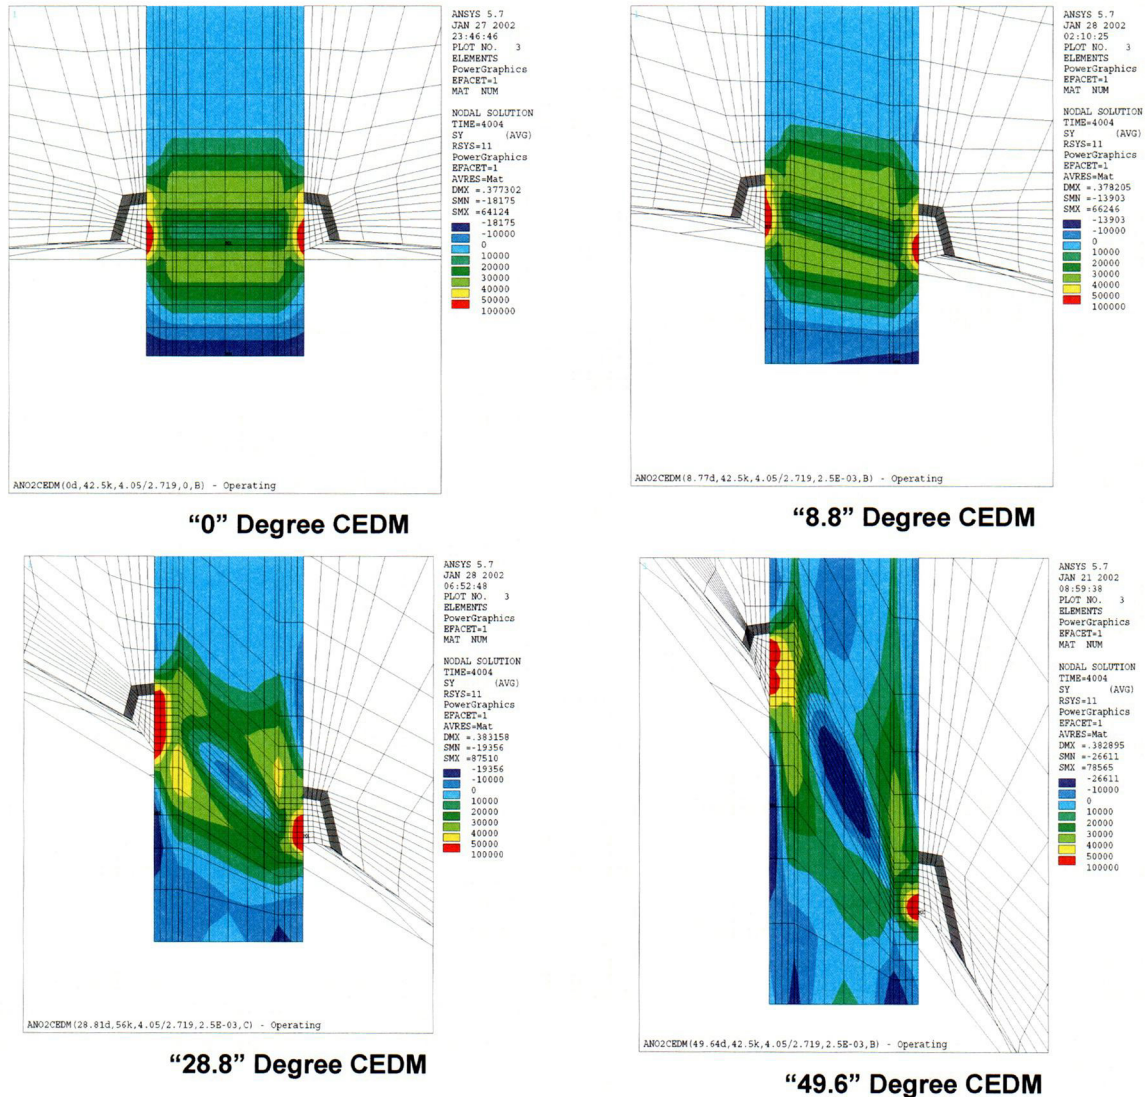 1
ANSYS 5.7
JAN 27 2002
23:46:46
PLOT NO. 3
ELEMENTS
PowerGraphics
EFACET=1
MAT NUM
NODAL SOLUTION
TIME=4004
SY (AVG)
RSYS=11
PowerGraphics
EFACET=1
AVRES=Mat
DMX =.377302
SMN =-18175
SMX =64124
-18175
-10000
0
10000
20000
30000
40000
50000
100000
ANO2CEDM(0d,42.5k,4.05/2.719,0,B) - Operating
“0” Degree CEDM
1
ANSYS 5.7
JAN 28 2002
02:10:25
PLOT NO. 3
ELEMENTS
PowerGraphics
EFACET=1
MAT NUM
NODAL SOLUTION
TIME=4004
SY (AVG)
RSYS=11
PowerGraphics
EFACET=1
AVRES=Mat
DMX =.378205
SMN =-13903
SMX =66246
-13903
-10000
0
10000
20000
30000
40000
50000
100000
ANO2CEDM(8.77d,42.5k,4.05/2.719,2.5E-03,B) - Operating
“8.8” Degree CEDM
1
ANSYS 5.7
JAN 28 2002
06:52:48
PLOT NO. 3
ELEMENTS
PowerGraphics
EFACET=1
MAT NUM
NODAL SOLUTION
TIME=4004
SY (AVG)
RSYS=11
PowerGraphics
EFACET=1
AVRES=Mat
DMX =.383158
SMN =-19356
SMX =87510
-19356
-10000
0
10000
20000
30000
40000
50000
100000
ANO2CEDM(28.81d,56k,4.05/2.719,2.5E-03,C) - Operating
“28.8” Degree CEDM
1
ANSYS 5.7
JAN 21 2002
08:59:38
PLOT NO. 3
ELEMENTS
PowerGraphics
EFACET=1
MAT NUM
NODAL SOLUTION
TIME=4004
SY (AVG)
RSYS=11
PowerGraphics
EFACET=1
AVRES=Mat
DMX =.382895
SMN =-26611
SMX =78565
-26611
-10000
0
10000
20000
30000
40000
50000
100000
ANO2CEDM(49.64d,42.5k,4.05/2.719,2.5E-03,B) - Operating
“49.6” Degree CEDM